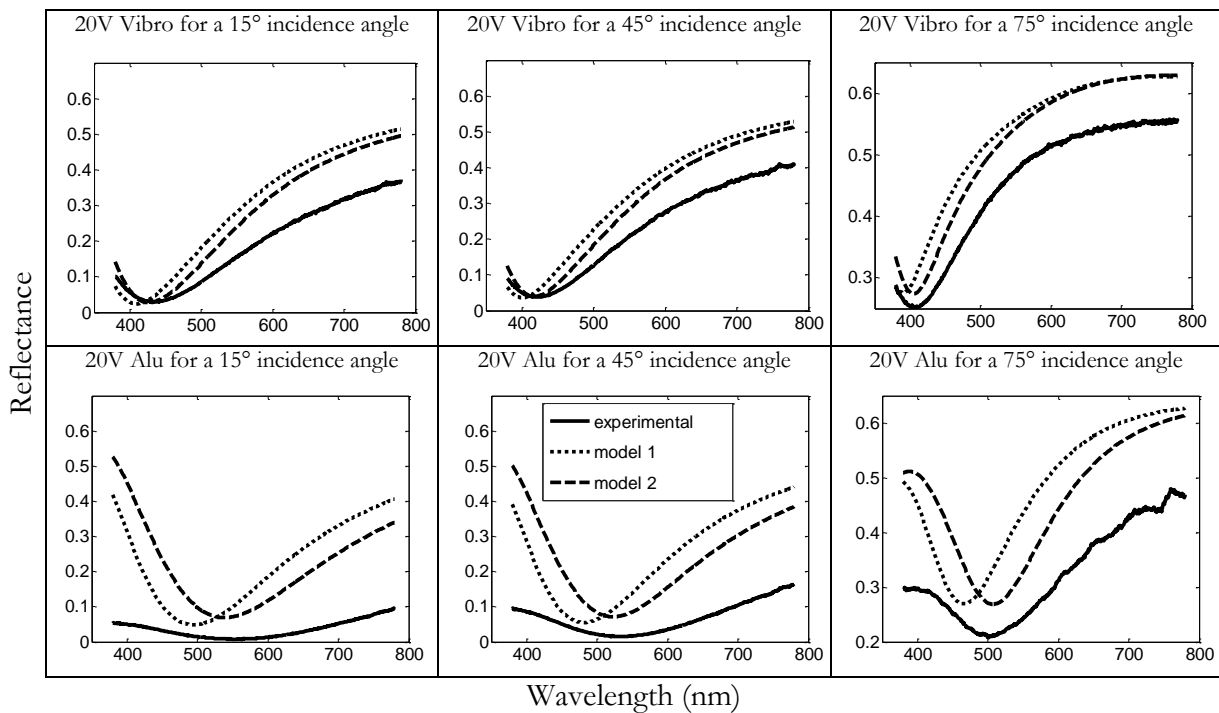 20V Vibro for a 15° incidence angle
0.6
0.5
0.4
0.3
0.2
0.1
0
400 500 600 700 800
20V Vibro for a 45° incidence angle
0.6
0.5
0.4
0.3
0.2
0.1
0
400 500 600 700 800
20V Vibro for a 75° incidence angle
0.6
0.5
0.4
0.3
400 500 600 700 800
Reflectance
20V Alu for a 15° incidence angle
0.6
0.5
0.4
0.3
0.2
0.1
0
400 500 600 700 800
20V Alu for a 45° incidence angle
0.6
0.5
0.4
0.3
0.2
0.1
0
experimental
model 1
model 2
400 500 600 700 800
20V Alu for a 75° incidence angle
0.6
0.5
0.4
0.3
0.2
400 500 600 700 800
Wavelength (nm)